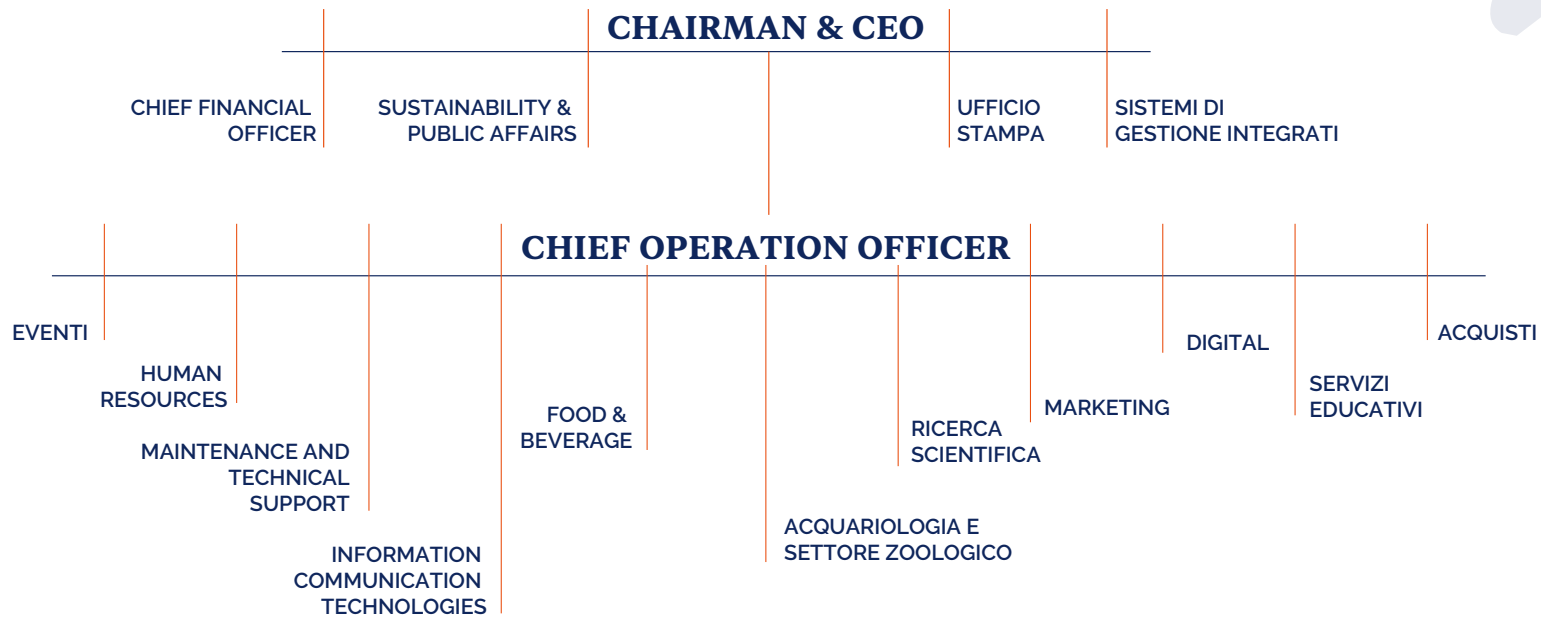 CHAIRMAN & CEO
CHIEF FINANCIAL
OFFICER
SUSTAINABILITY &
PUBLIC AFFAIRS
UFFICIO
STAMPA
SISTEMI DI
GESTIONE INTEGRATI
CHIEF OPERATION OFFICER
EVENTI
HUMAN
RESOURCES
MAINTENANCE AND
TECHNICAL
SUPPORT
INFORMATION
COMMUNICATION
TECHNOLOGIES
FOOD &
BEVERAGE
ACQUARIOLOGIA E
SETTORE ZOOLOGICO
RICERCA
SCIENTIFICA
MARKETING
DIGITAL
SERVIZI
EDUCATIVI
ACQUISTI